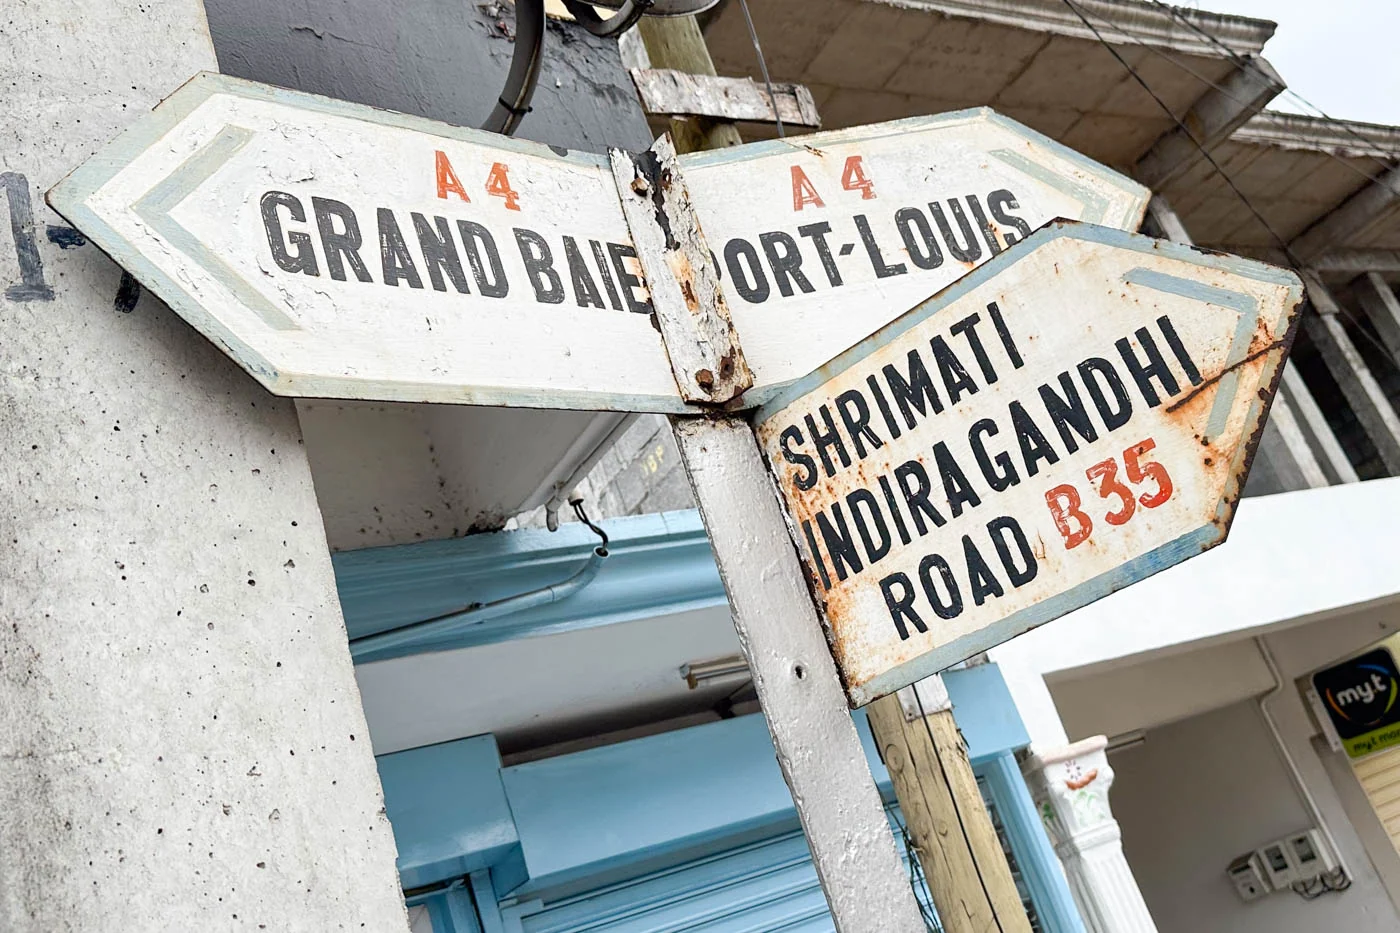 A 4
GRAND BAIE
A 4
PORT-LOUIS
SHRIMATI
INDIRA GANDHI
ROAD B35
my.t